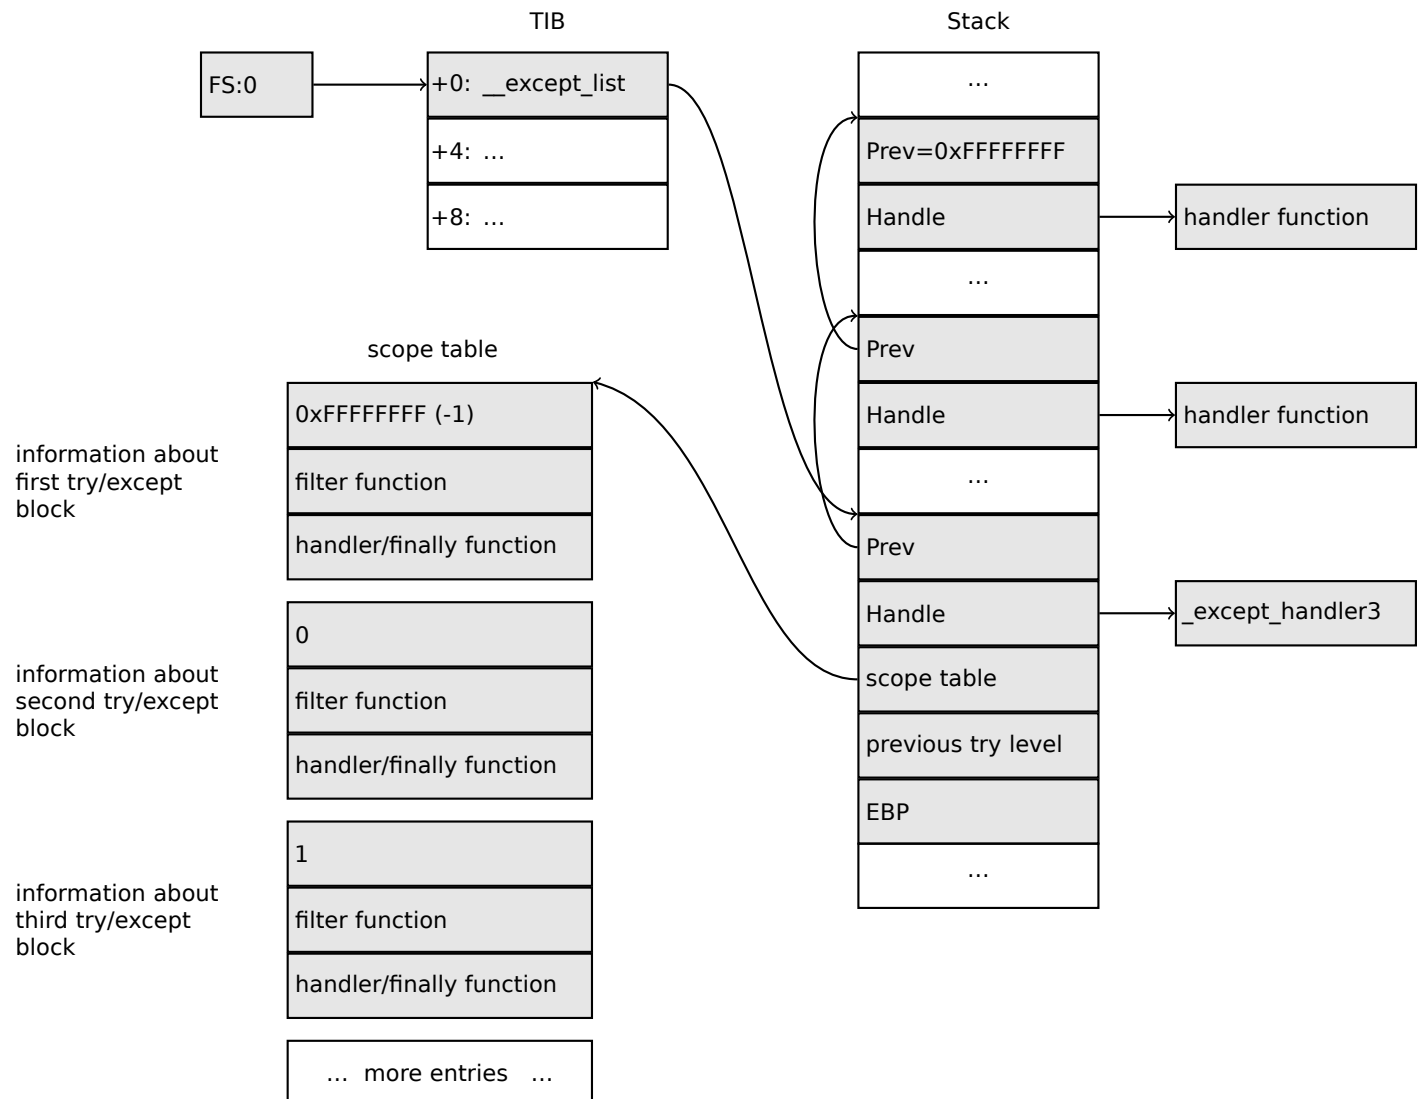 TIB
FS:0
+0: __except_list
+4: ...
+8: ...
Stack
...
Prev=0xFFFFFFFF
Handle
handler function
...
Prev
Handle
handler function
...
Prev
Handle
_except_handler3
scope table
previous try level
EBP
...
scope table
information about
first try/except
block
0xFFFFFFFF (-1)
filter function
handler/finally function
information about
second try/except
block
0
filter function
handler/finally function
information about
third try/except
block
1
filter function
handler/finally function
... more entries ...